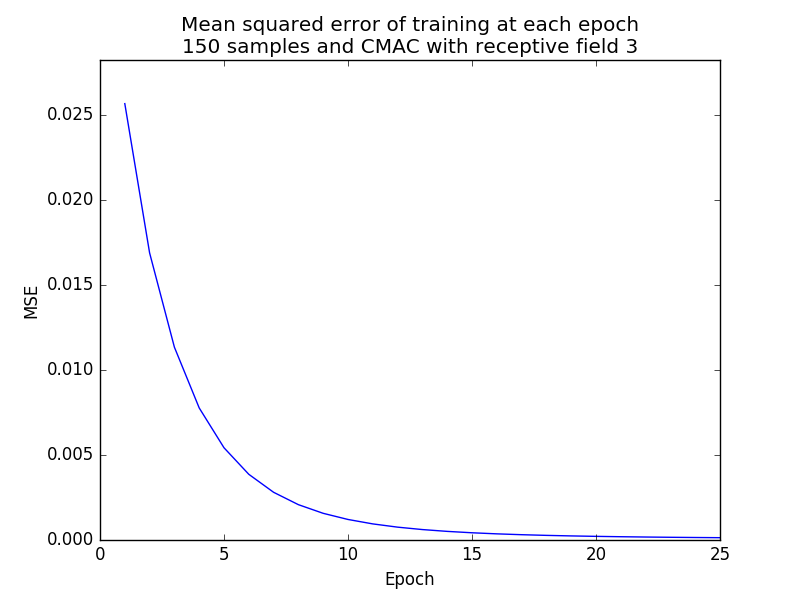 Mean squared error of training at each epoch
150 samples and CMAC with receptive field 3
0.025
0.020
0.015
0.010
0.005
0.000
MSE
0 5 10 15 20 25
Epoch